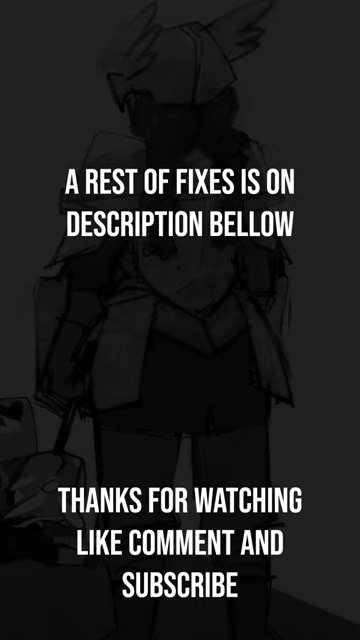 A REST OF FIXES IS ON
DESCRIPTION BELLOW
THANKS FOR WATCHING
LIKE COMMENT AND
SUBSCRIBE